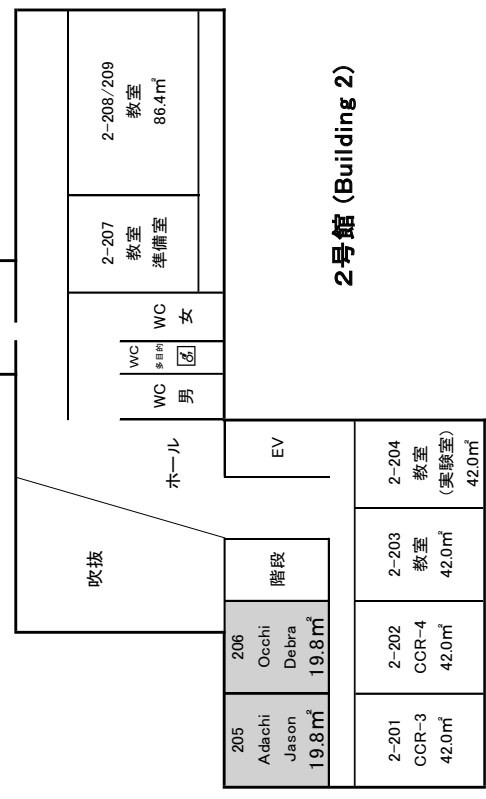 2号館 (Building 2)
2-208/209
教室
86.4㎡
2-207
教室
準備室
WC
女
WC
多目的
WC
男
ホール
吹抜
EV
階段
206
Occhi
Debra
19.8㎡
205
Adachi
Jason
19.8㎡
2-204
教室
(実験室)
42.0㎡
2-203
教室
42.0㎡
2-202
CCR-4
42.0㎡
2-201
CCR-3
42.0㎡